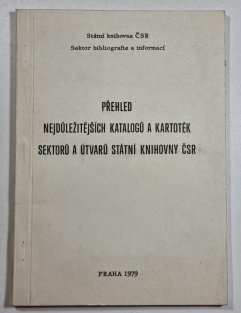 Státní knihovna ČSR
Sektor bibliografie a informací
PŘEHLED
NEJDŮLEŽITĚJŠÍCH KATALOGŮ A KARTOTÉK
SEKTORŮ A ÚTVARŮ STÁTNÍ KNIHOVNY ČSR
PRAHA 1979